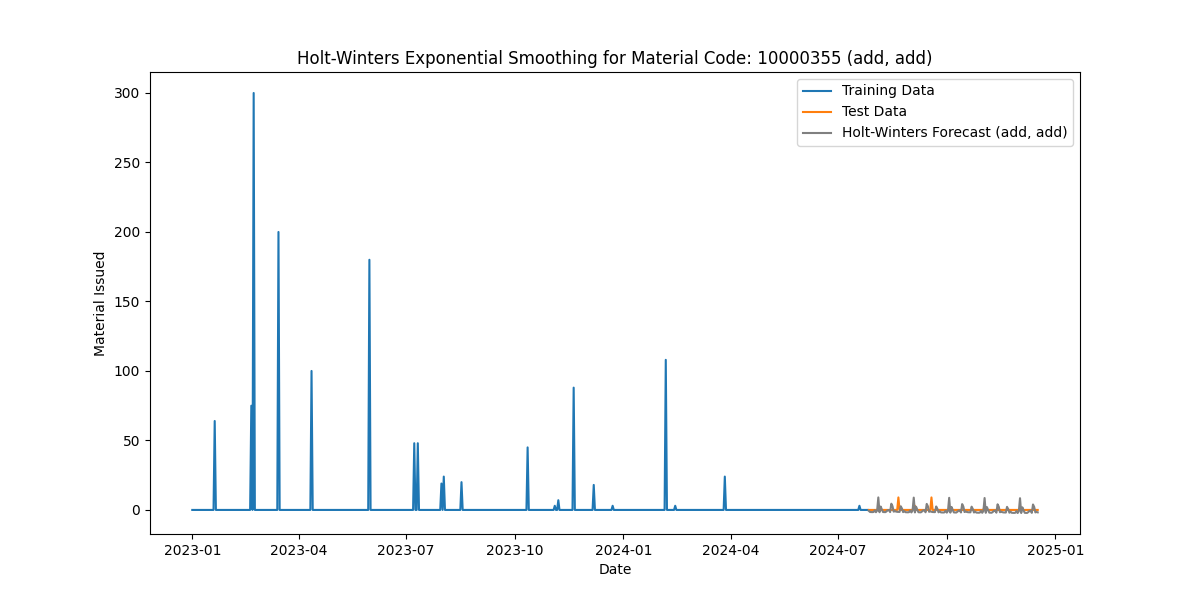 Holt-Winters Exponential Smoothing for Material Code: 10000355 (add, add)
Training Data
Test Data
Holt-Winters Forecast (add, add)
300
250
200
150
100
50
0
Material Issued
2023-01 2023-04 2023-07 2023-10 2024-01 2024-04 2024-07 2024-10 2025-01
Date